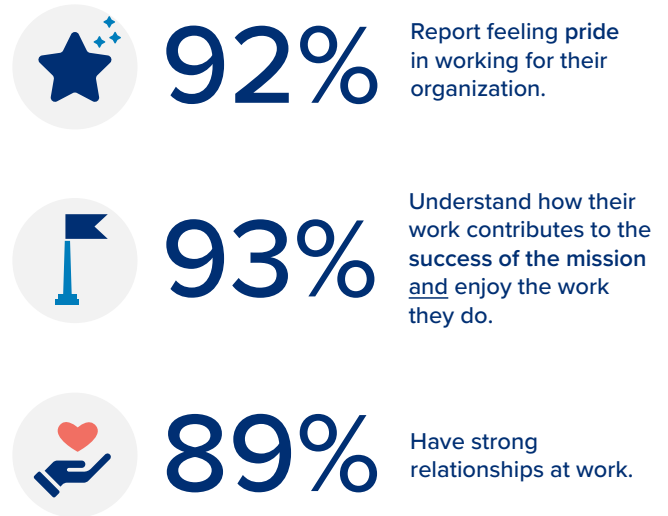 92%
Report feeling pride
in working for their
organization.
93%
Understand how their
work contributes to the
success of the mission
and enjoy the work
they do.
89%
Have strong
relationships at work.